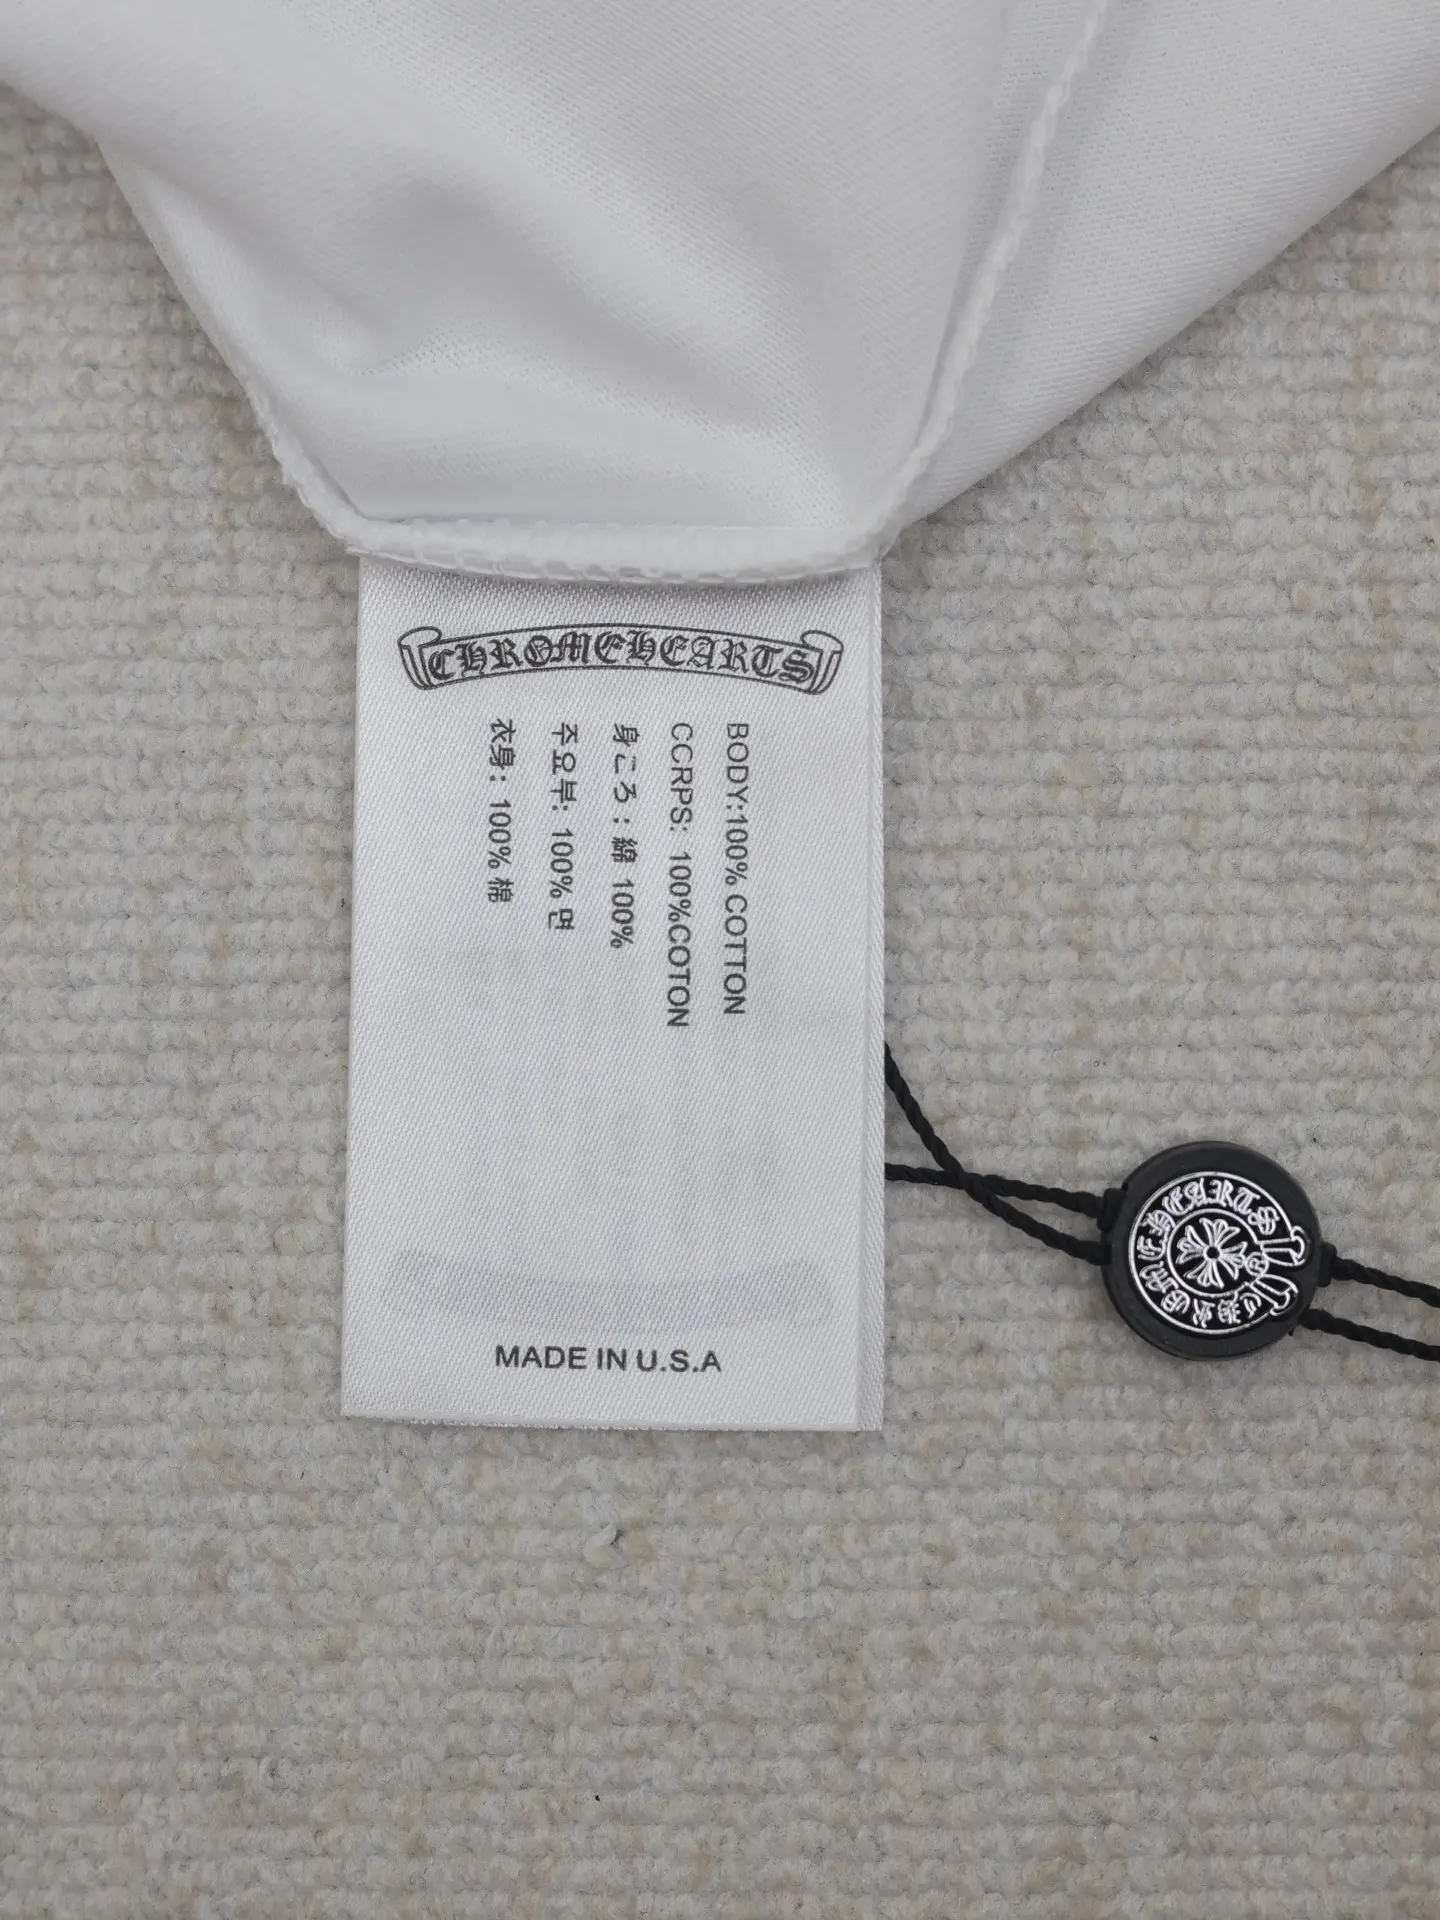 CHROMEHEARTS
BODY:100% COTTON
CCRPS: 100%COTON
身ごろ : 綿 100%
주요부: 100% 면
衣身: 100% 棉
MADE IN U.S.A
CHROME HEARTS
®